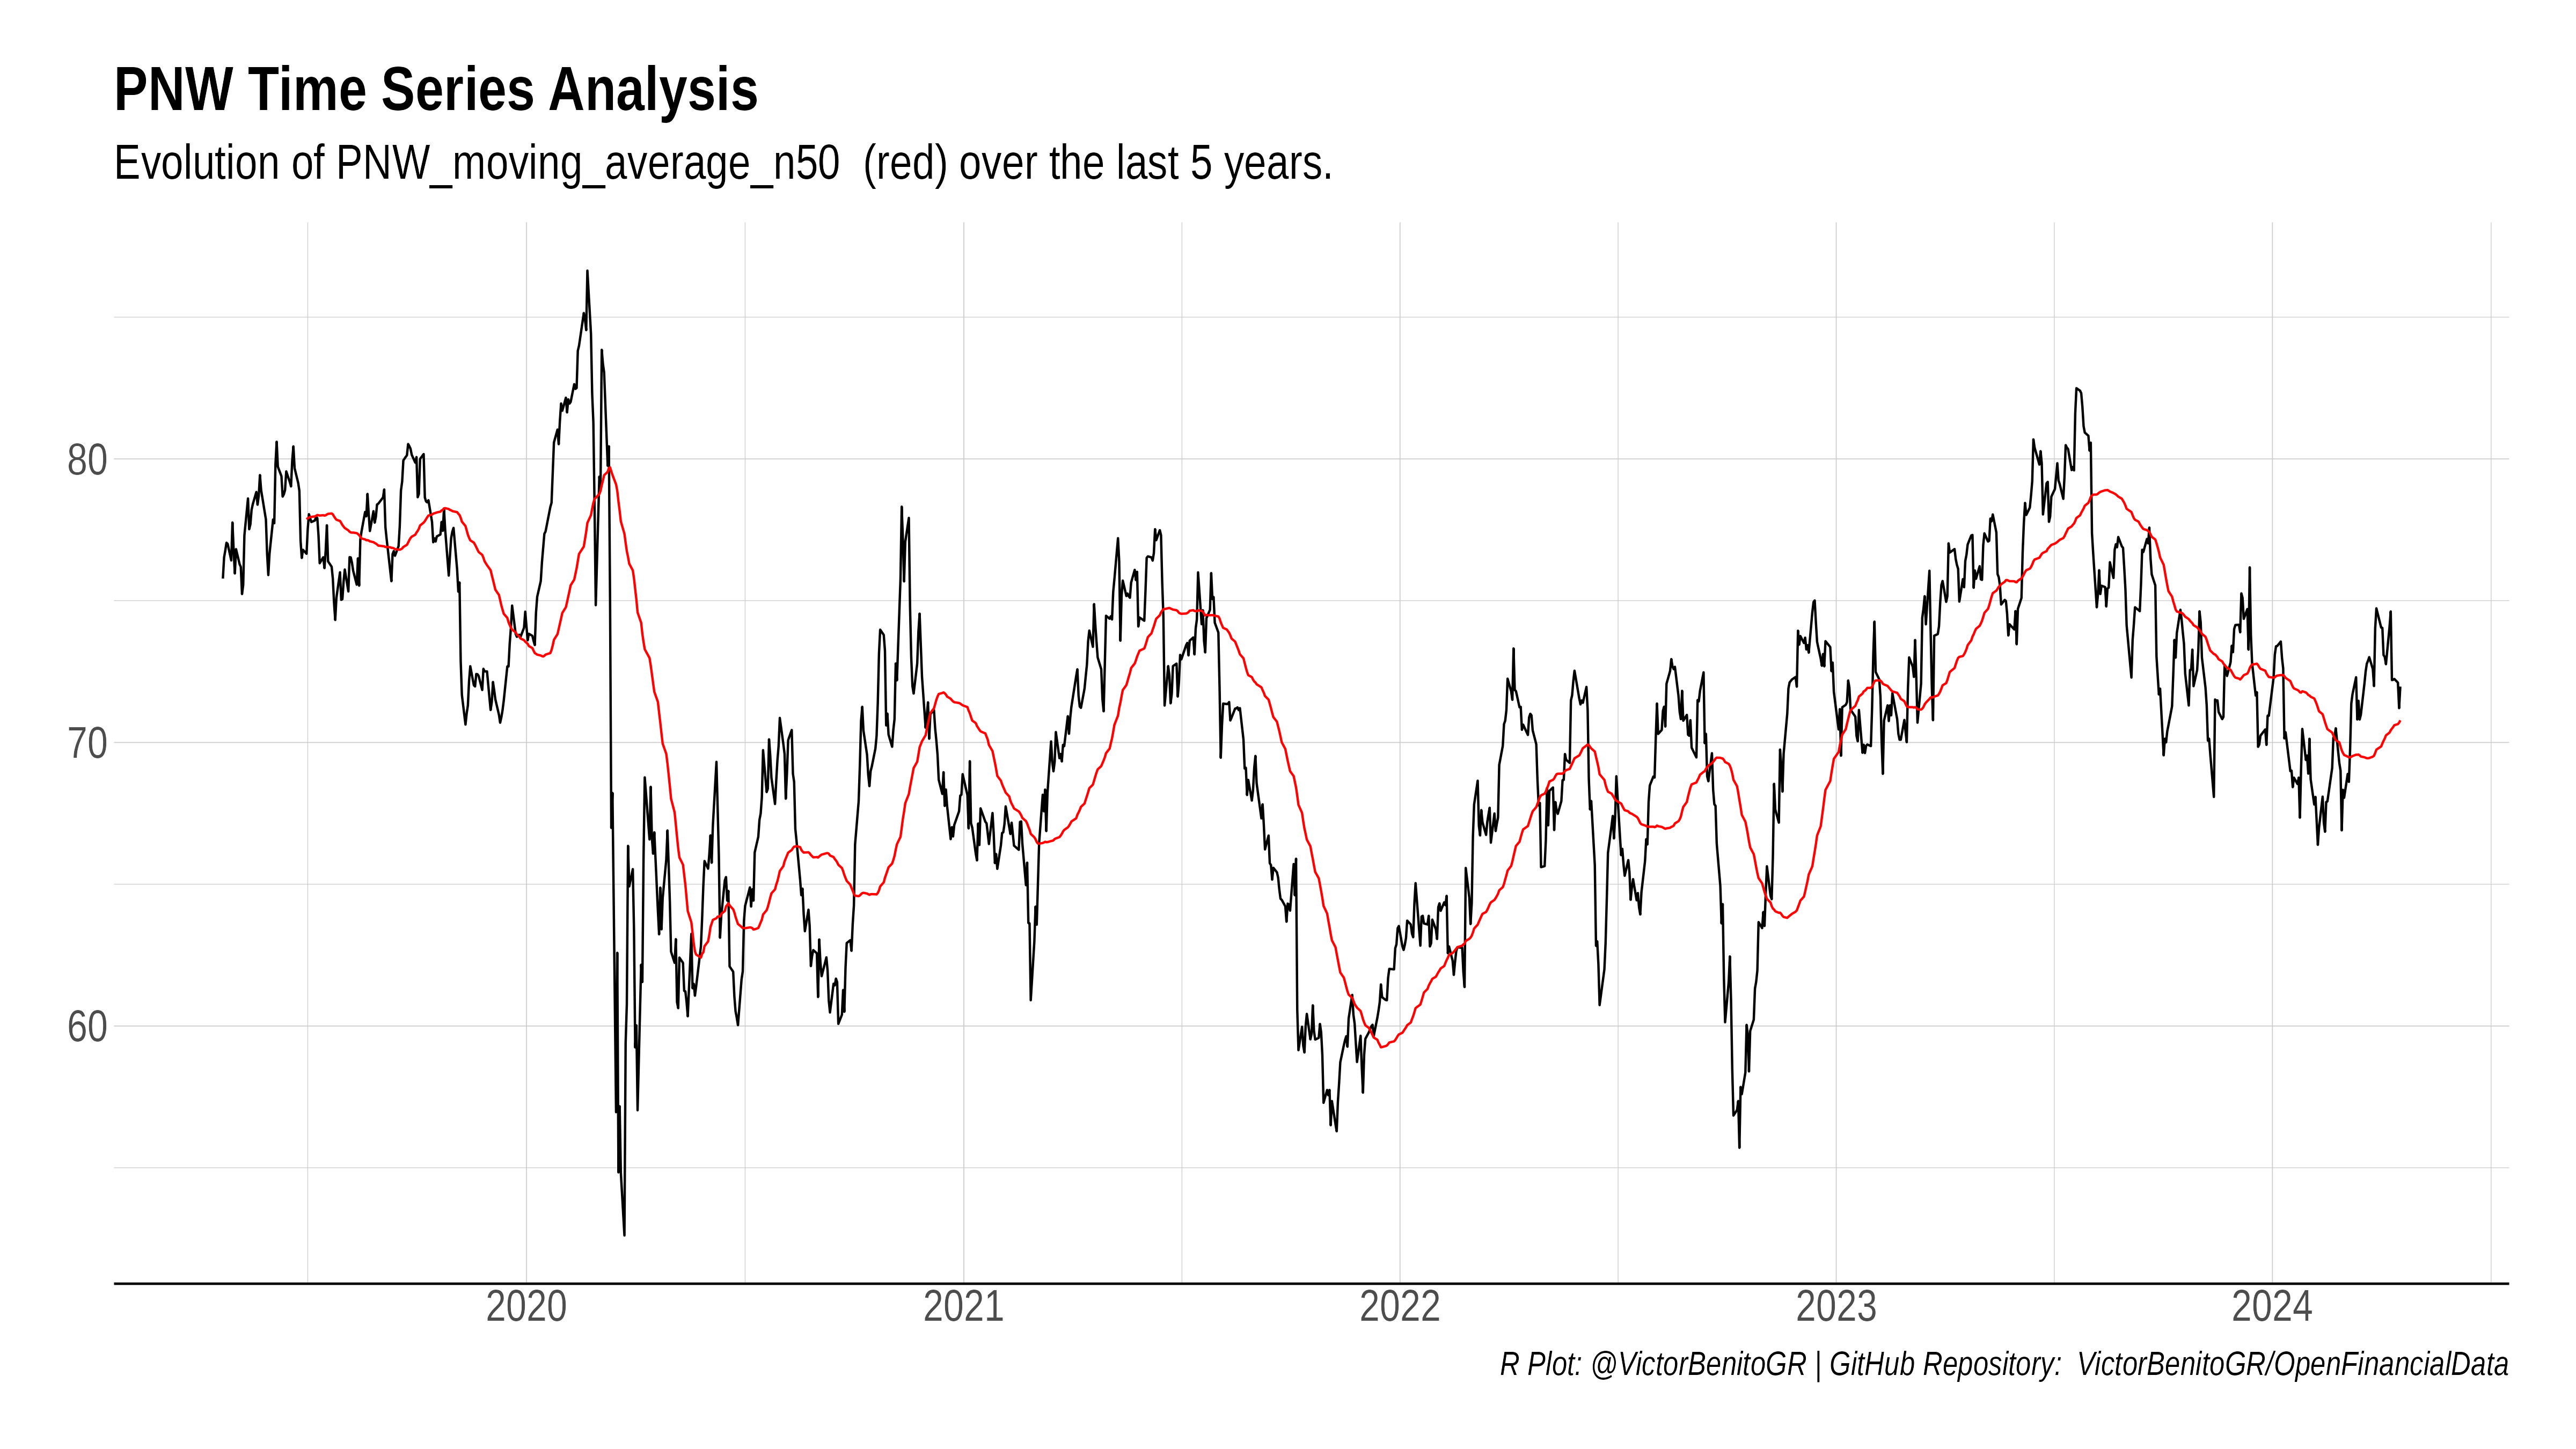 PNW Time Series Analysis
Evolution of PNW_moving_average_n50  (red) over the last 5 years.
80
70
60
2020 2021 2022 2023 2024
R Plot: @VictorBenitoGR | GitHub Repository:  VictorBenitoGR/OpenFinancialData